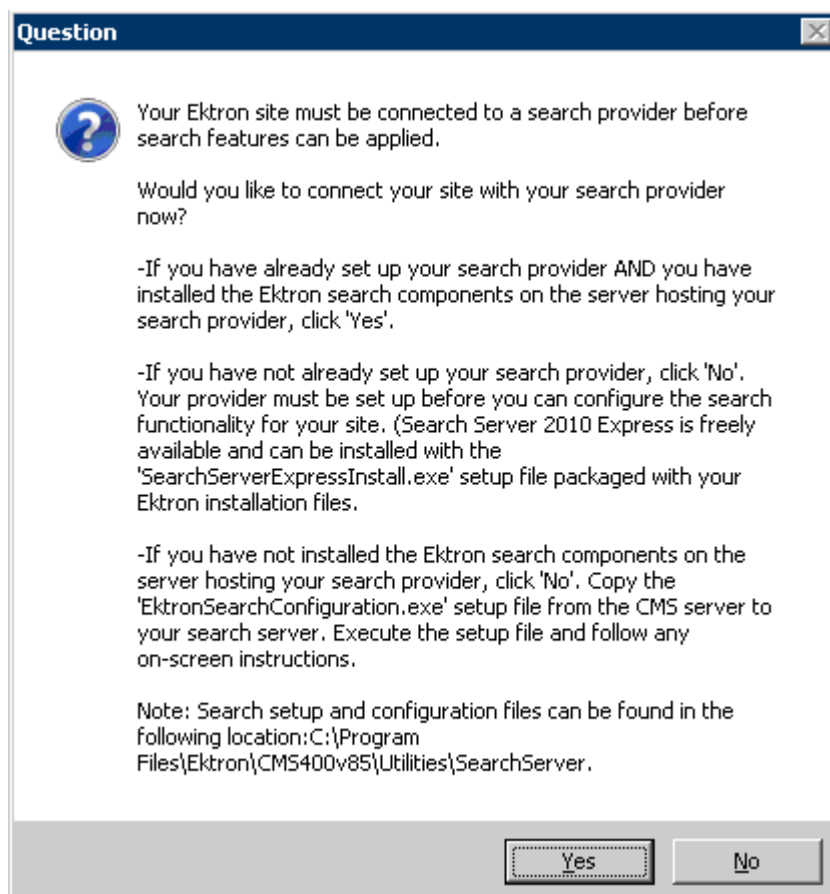 Question
Your Ektron site must be connected to a search provider before
search features can be applied.
Would you like to connect your site with your search provider
now?
-If you have already set up your search provider AND you have
installed the Ektron search components on the server hosting your
search provider, click 'Yes'.
-If you have not already set up your search provider, click 'No'.
Your provider must be set up before you can configure the search
functionality for your site. (Search Server 2010 Express is freely
available and can be installed with the
'SearchServerExpressInstall.exe' setup file packaged with your
Ektron installation files.
-If you have not installed the Ektron search components on the
server hosting your search provider, click 'No'. Copy the
'EktronSearchConfiguration.exe' setup file from the CMS server to
your search server. Execute the setup file and follow any
on-screen instructions.
Note: Search setup and configuration files can be found in the
following location:C:\Program
Files\Ektron\CMS400v85\Utilities\SearchServer.
Yes No